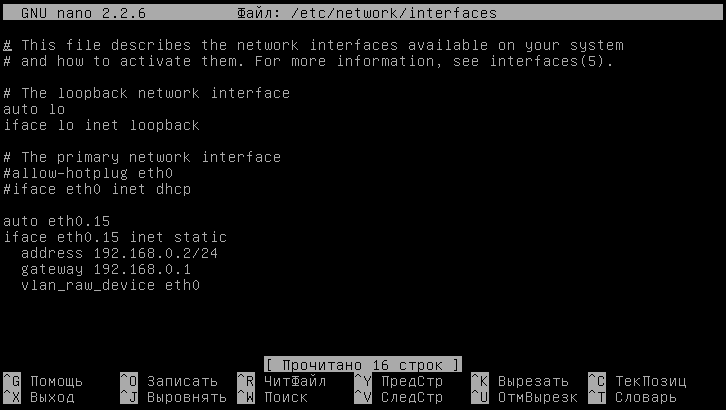 GNU nano 2.2.6 Файл: /etc/network/interfaces
# This file describes the network interfaces available on your system
# and how to activate them. For more information, see interfaces(5).
# The loopback network interface
auto lo
iface lo inet loopback
# The primary network interface
#allow-hotplug eth0
#iface eth0 inet dhcp
auto eth0.15
iface eth0.15 inet static
address 192.168.0.2/24
gateway 192.168.0.1
vlan_raw_device eth0
[ Прочитано 16 строк ]
^G Помощь ^O Записать ^R ЧитФайл ^Y ПредСтр ^K Вырезать ^C ТекПозиц
^X Выход ^J Выровнять ^W Поиск ^V СледСтр ^U ОтмВырезк ^T Словарь